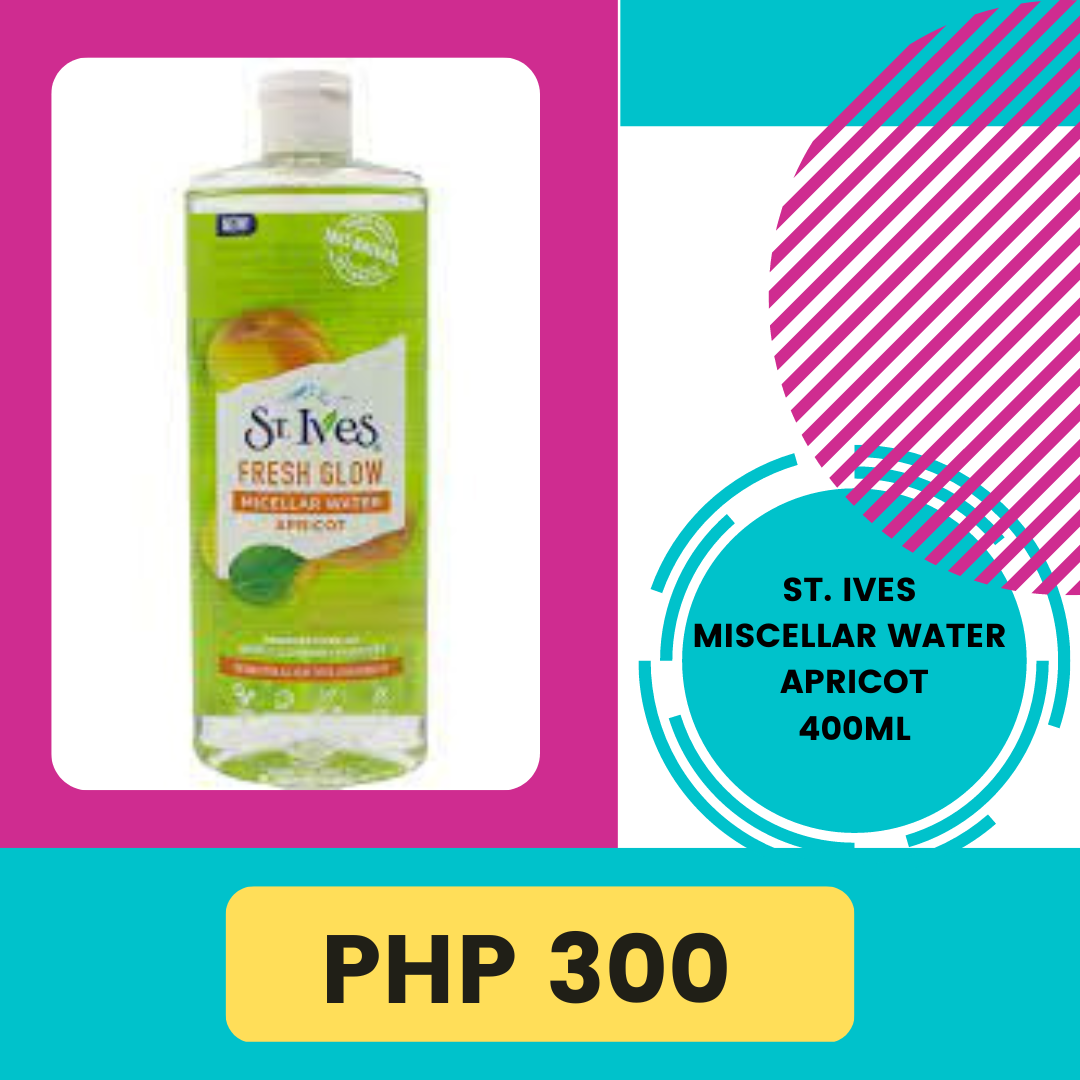 NEW!
St. Ives
FRESH GLOW
MICELLAR WATER
APRICOT
ST. IVES
MISCELLAR WATER
APRICOT
400ML
PHP 300